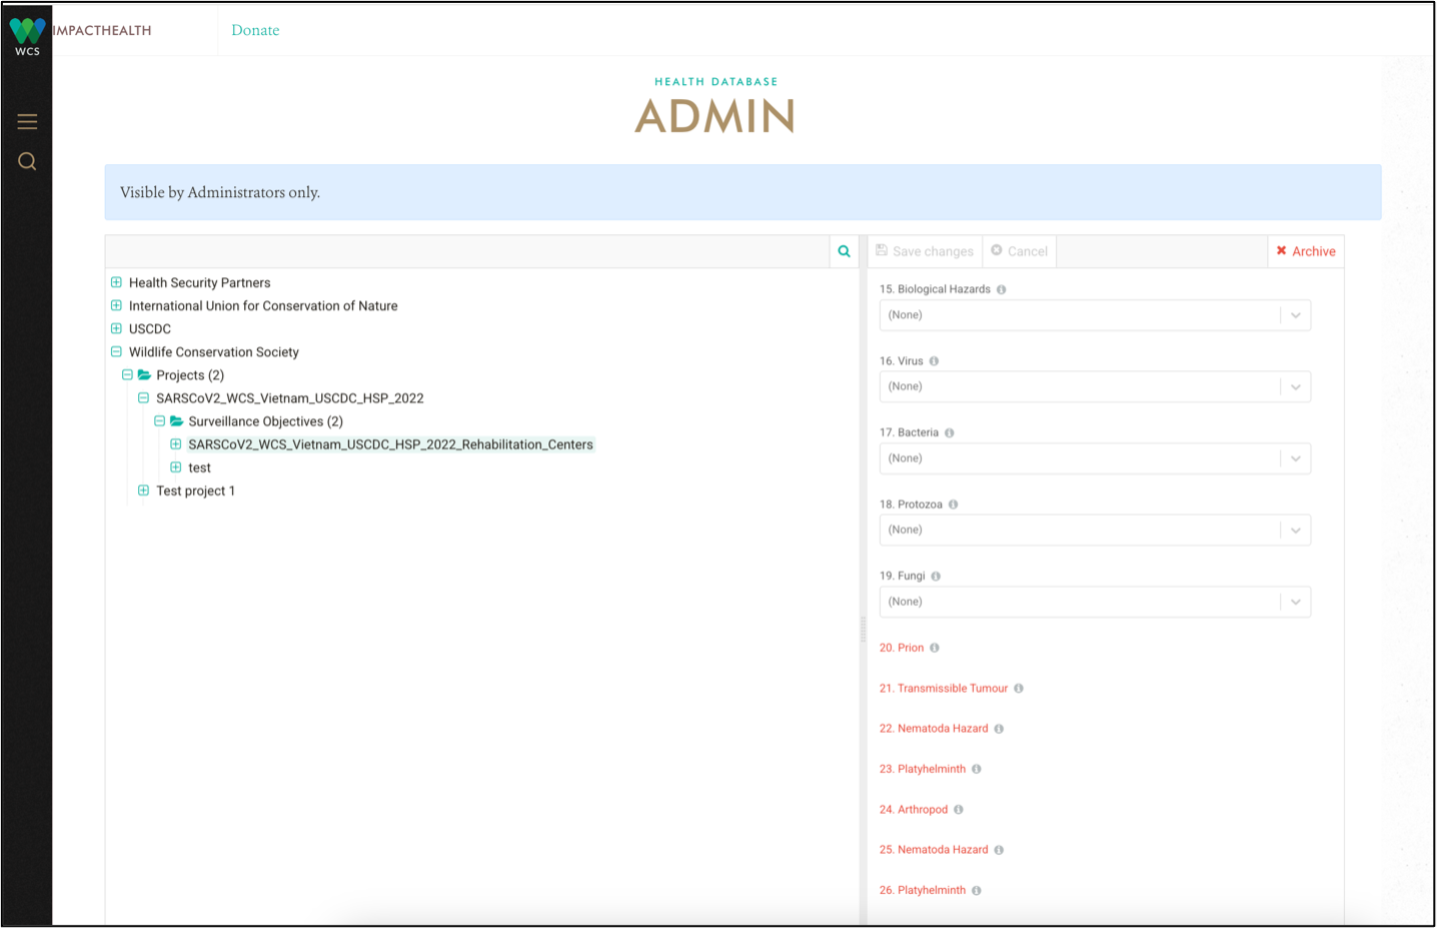 WCS
IMPACTHEALTH
Donate
HEALTH DATABASE
ADMIN
Visible by Administrators only.
Save changes
Cancel
Archive
Health Security Partners
International Union for Conservation of Nature
USCDC
Wildlife Conservation Society
Projects (2)
SARSCoV2_WCS_Vietnam_USCDC_HSP_2022
Surveillance Objectives (2)
SARSCoV2_WCS_Vietnam_USCDC_HSP_2022_Rehabilitation_Centers
test
Test project 1
15. Biological Hazards
(None)
16. Virus
(None)
17. Bacteria
(None)
18. Protozoa
(None)
19. Fungi
(None)
20. Prion
21. Transmissible Tumour
22. Nematoda Hazard
23. Platyhelminth
24. Arthropod
25. Nematoda Hazard
26. Platyhelminth